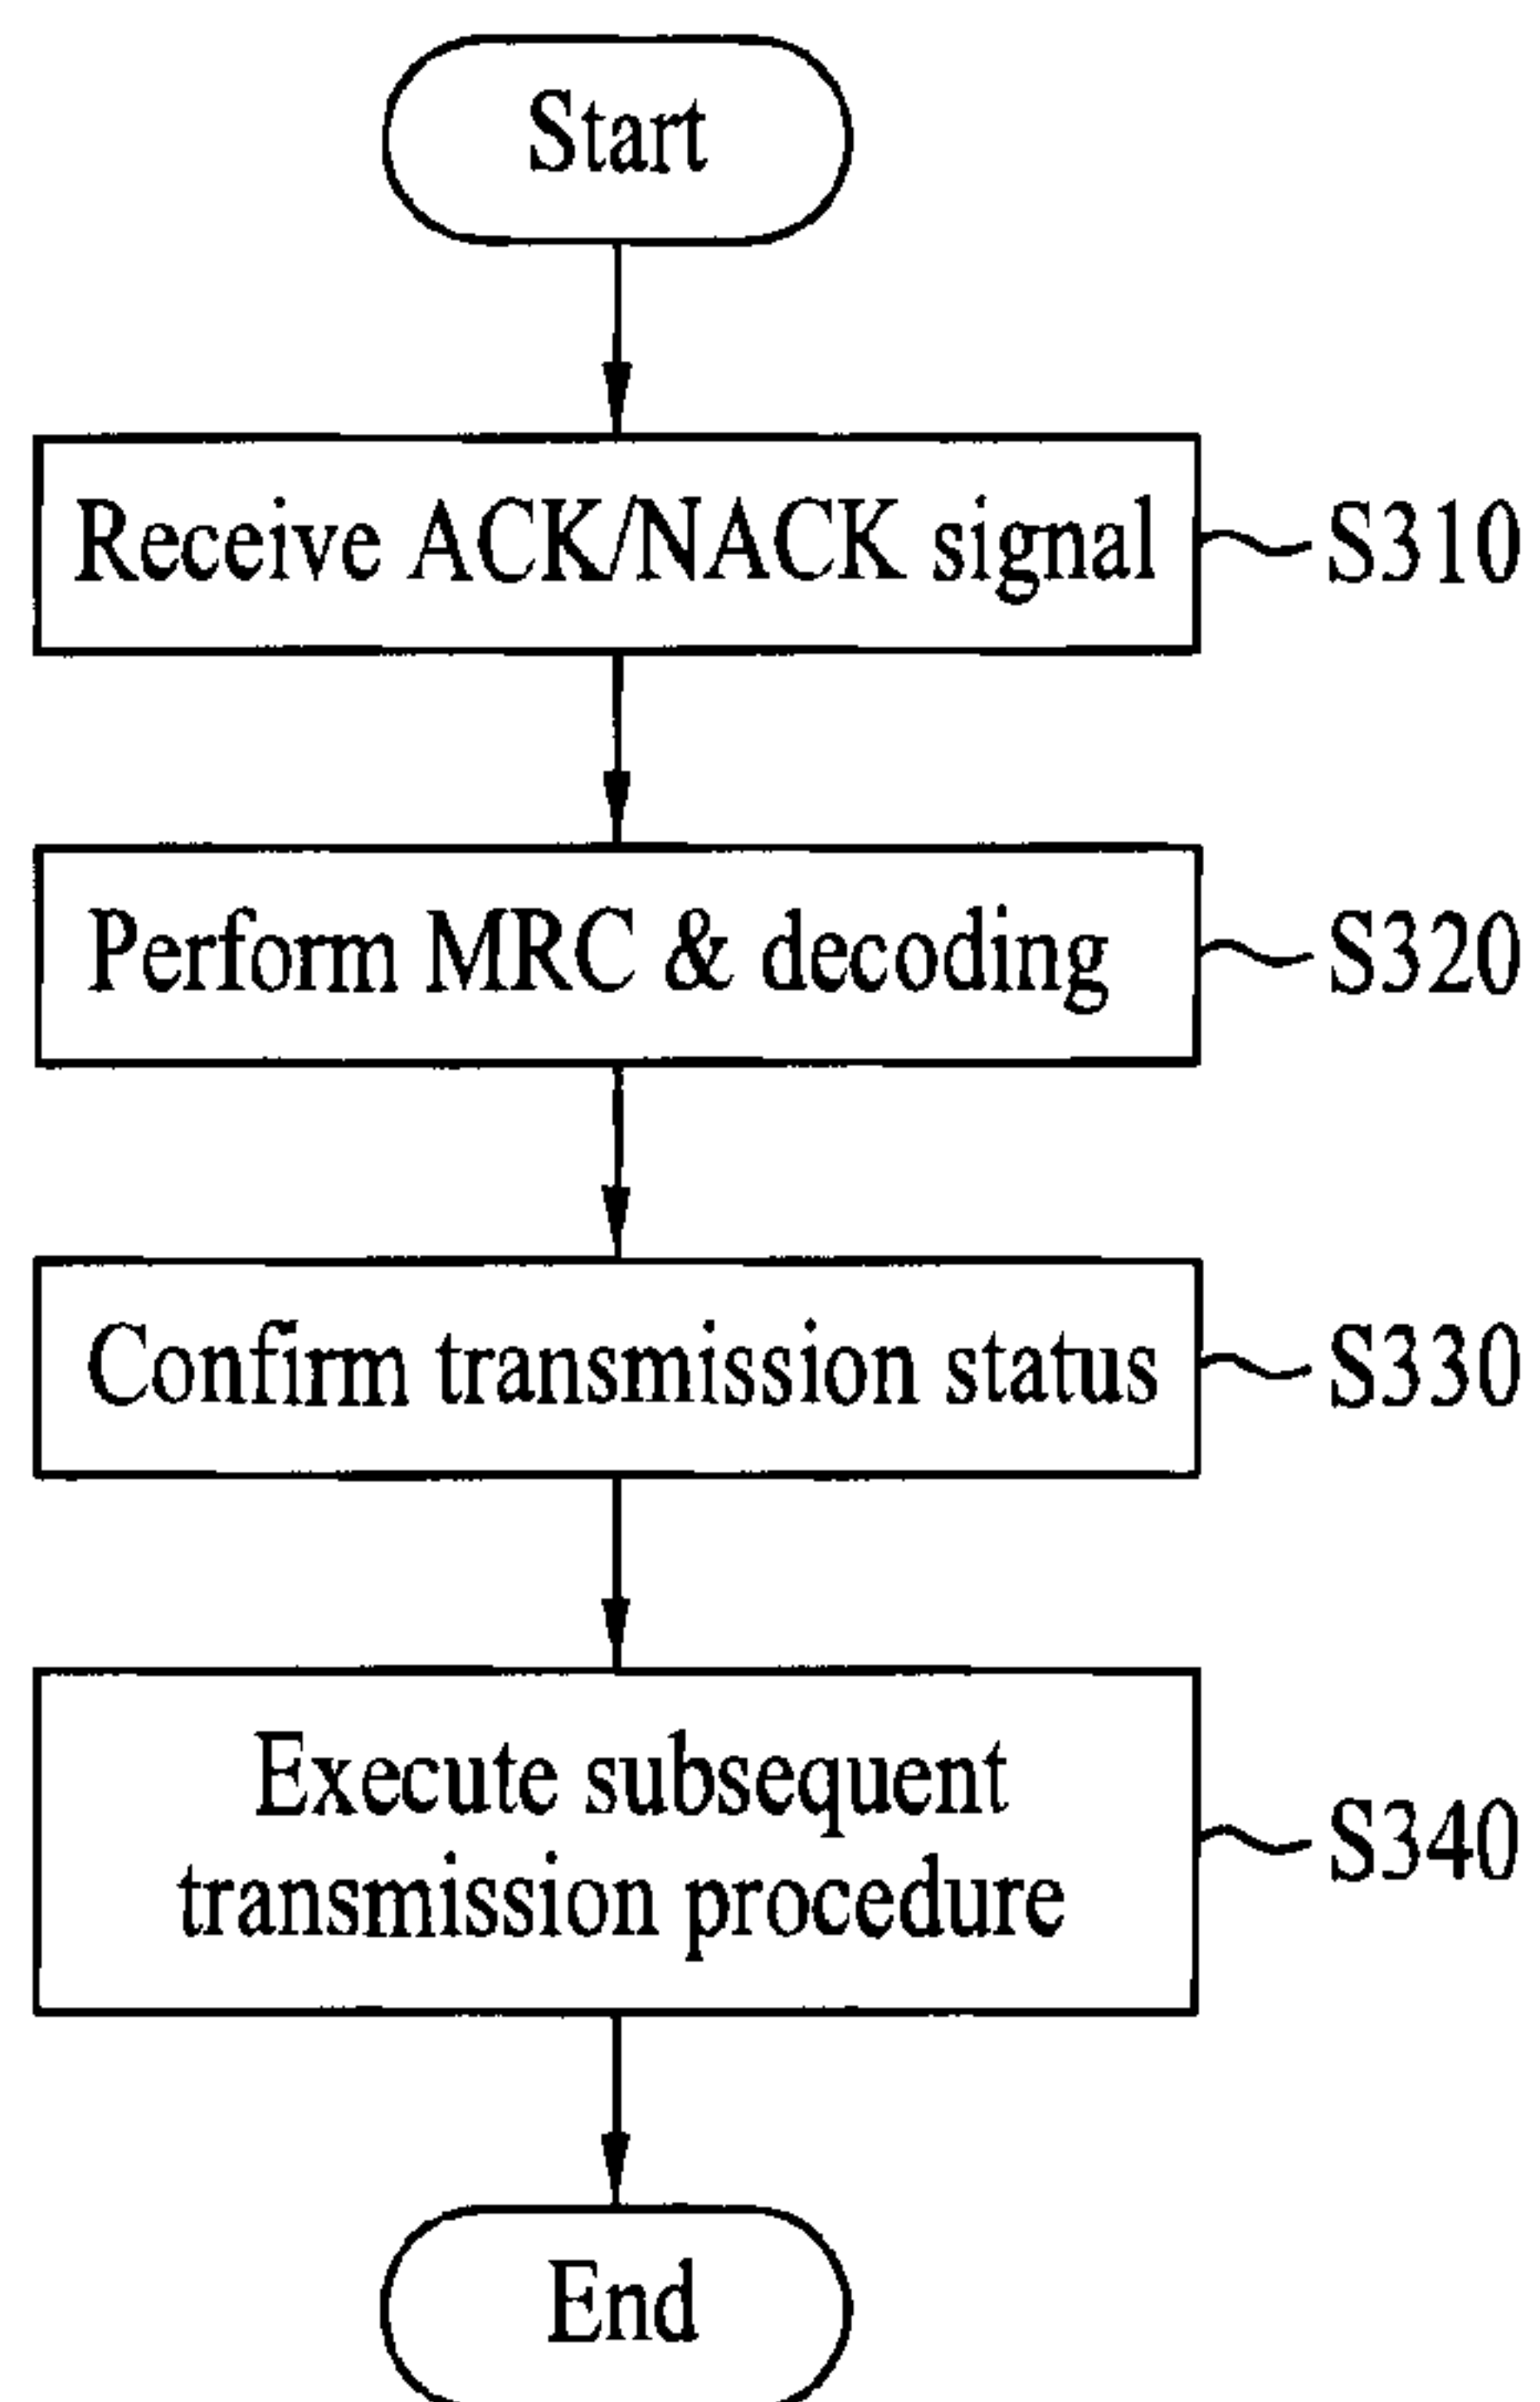 Start
Receive ACK/NACK signal
S310
Perform MRC & decoding
S320
Confirm transmission status
S330
Execute subsequent
transmission procedure
S340
End